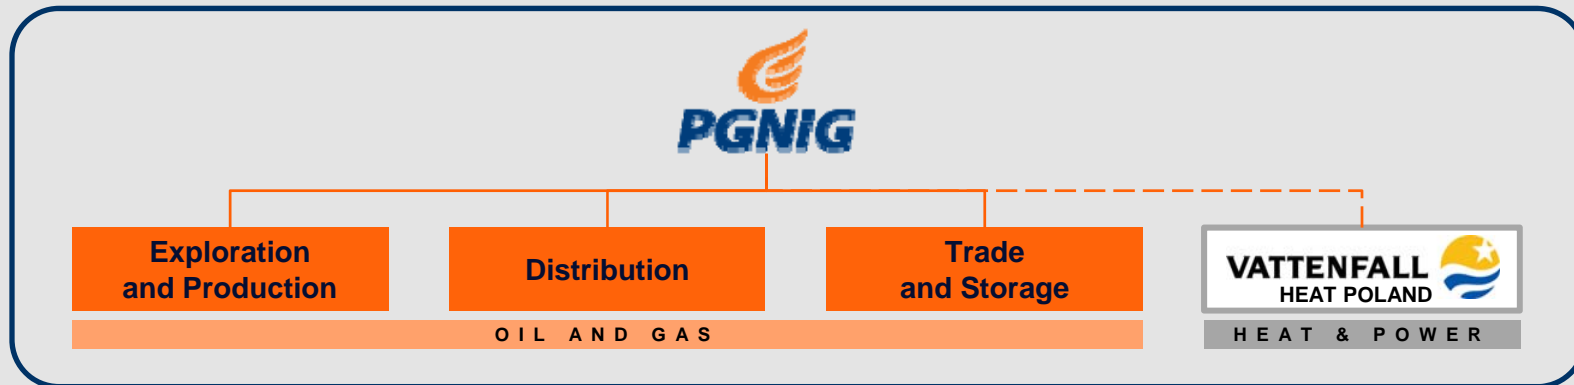 PGNiG
Exploration
and Production
Distribution
Trade
and Storage
VATTENFALL
HEAT POLAND
OIL AND GAS
HEAT & POWER